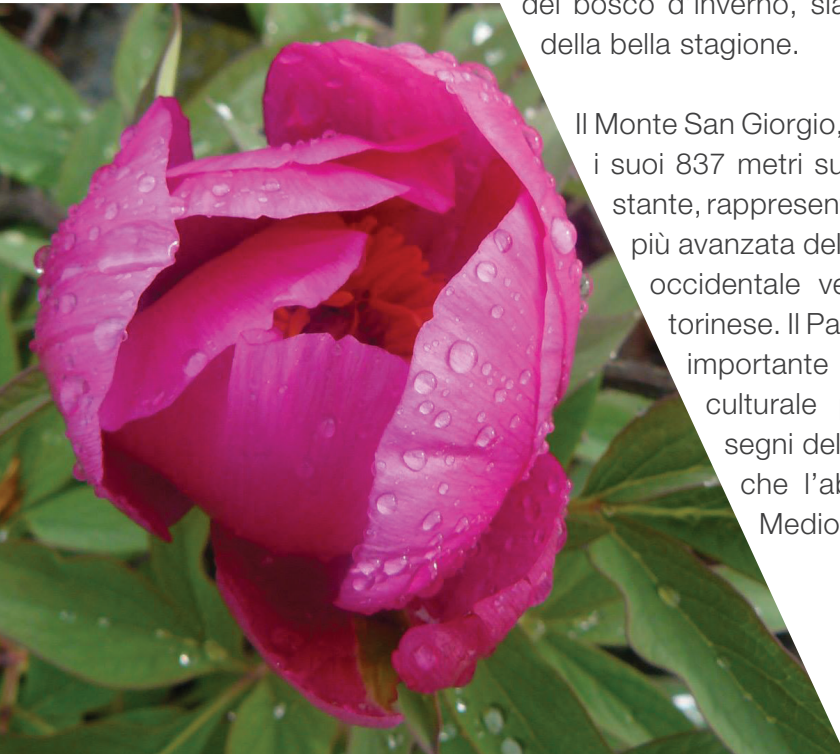 del bosco d'inverno, sia
della bella stagione.
Il Monte San Giorgio,
i suoi 837 metri su
stante, rappresen
più avanzata del
occidentale ve
torinese. Il Pa
importante
culturale
segni del
che l'ab
Medio